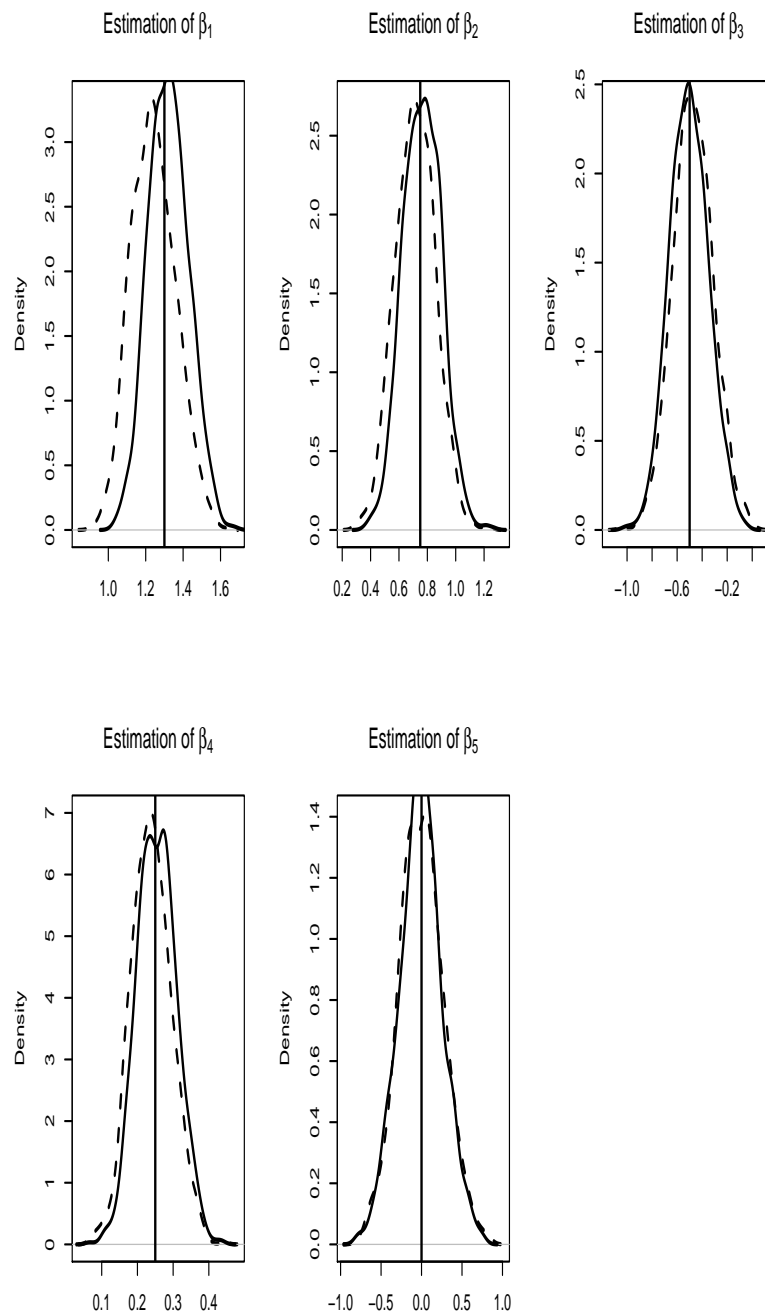 Estimation of β1
Estimation of β2
Estimation of β3
Density
0.0 0.5 1.0 1.5 2.0 2.5 3.0
1.0 1.2 1.4 1.6
Density
0.0 0.5 1.0 1.5 2.0 2.5
0.2 0.4 0.6 0.8 1.0 1.2
Density
0.0 0.5 1.0 1.5 2.0 2.5
−1.0 −0.6 −0.2
Estimation of β4
Estimation of β5
Density
0 1 2 3 4 5 6 7
0.1 0.2 0.3 0.4
Density
0.0 0.2 0.4 0.6 0.8 1.0 1.2 1.4
−1.0 −0.5 0.0 0.5 1.0